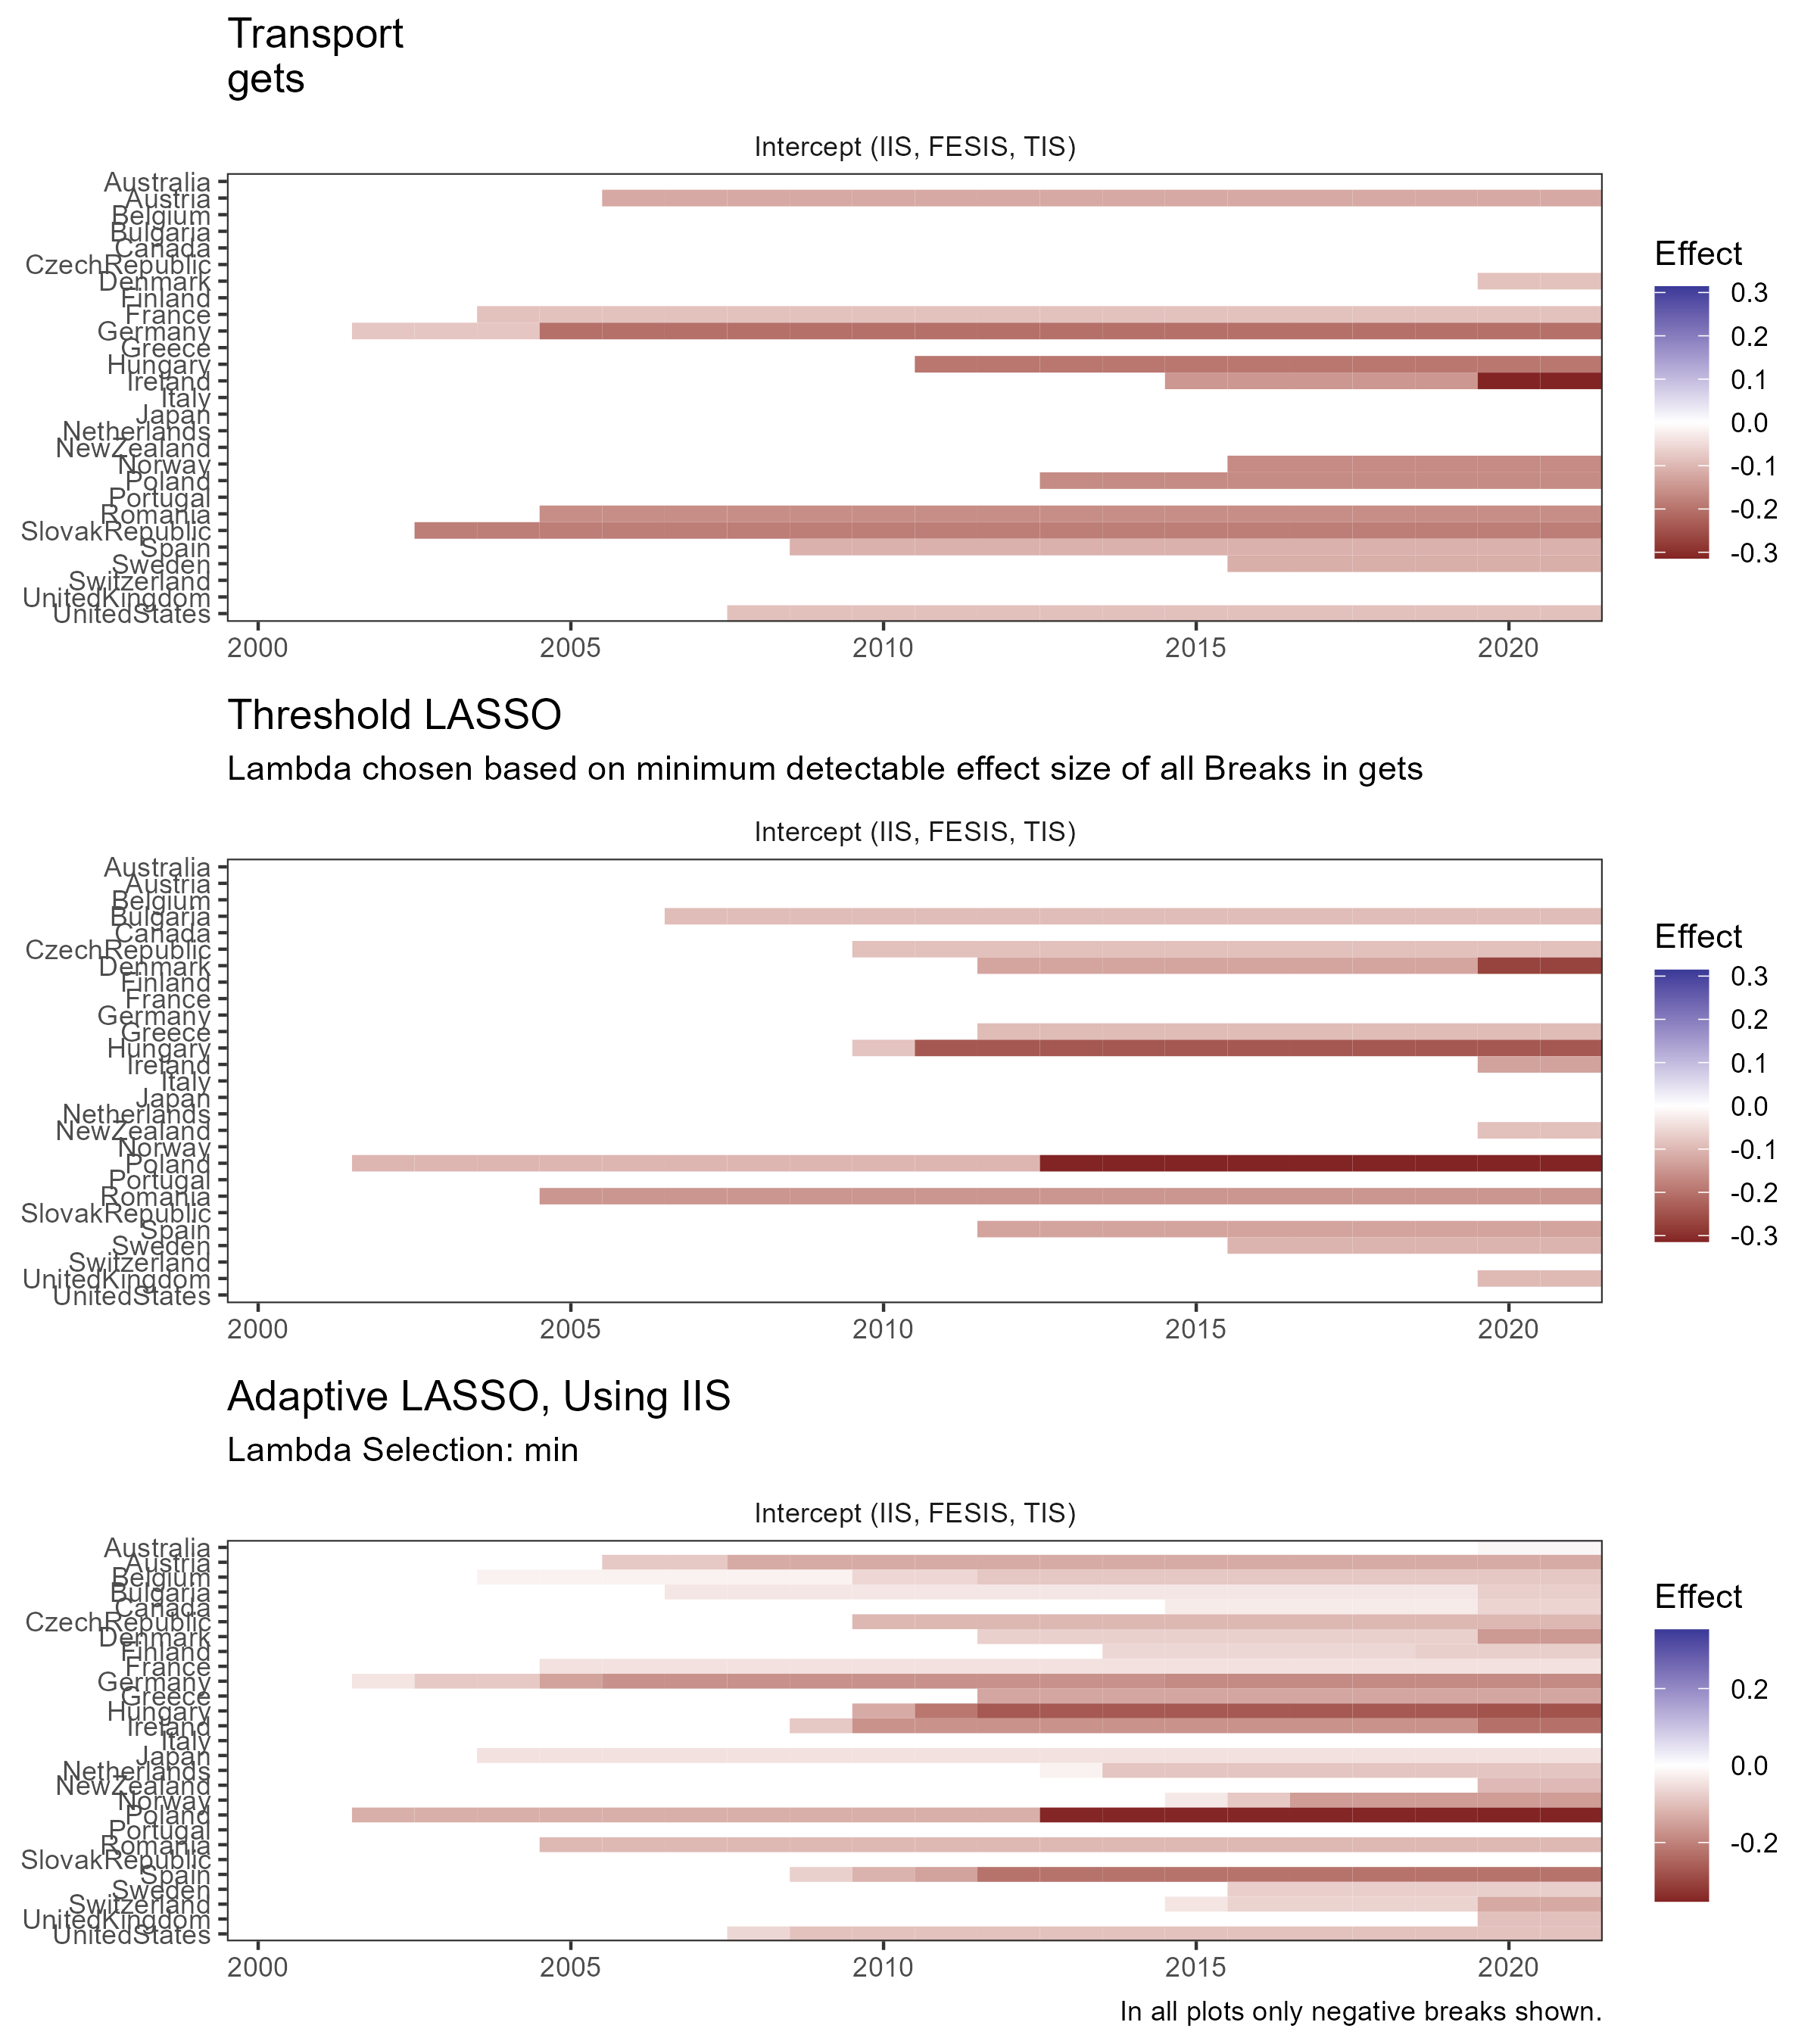 Transport
gets
Intercept (IIS, FESIS, TIS)
Australia
Austria
Belgium
Bulgaria
Canada
CzechRepublic
Denmark
Finland
France
Germany
Greece
Hungary
Ireland
Italy
Japan
Netherlands
NewZealand
Norway
Poland
Portugal
Romania
SlovakRepublic
Spain
Sweden
Switzerland
UnitedKingdom
UnitedStates
2000 2005 2010 2015 2020
Effect
0.3
0.2
0.1
0.0
-0.1
-0.2
-0.3
Threshold LASSO
Lambda chosen based on minimum detectable effect size of all Breaks in gets
Intercept (IIS, FESIS, TIS)
Australia
Austria
Belgium
Bulgaria
Canada
CzechRepublic
Denmark
Finland
France
Germany
Greece
Hungary
Ireland
Italy
Japan
Netherlands
NewZealand
Norway
Poland
Portugal
Romania
SlovakRepublic
Spain
Sweden
Switzerland
UnitedKingdom
UnitedStates
2000 2005 2010 2015 2020
Effect
0.3
0.2
0.1
0.0
-0.1
-0.2
-0.3
Adaptive LASSO, Using IIS
Lambda Selection: min
Intercept (IIS, FESIS, TIS)
Australia
Austria
Belgium
Bulgaria
Canada
CzechRepublic
Denmark
Finland
France
Germany
Greece
Hungary
Ireland
Italy
Japan
Netherlands
NewZealand
Norway
Poland
Portugal
Romania
SlovakRepublic
Spain
Sweden
Switzerland
UnitedKingdom
UnitedStates
2000 2005 2010 2015 2020
Effect
0.2
0.0
-0.2
In all plots only negative breaks shown.